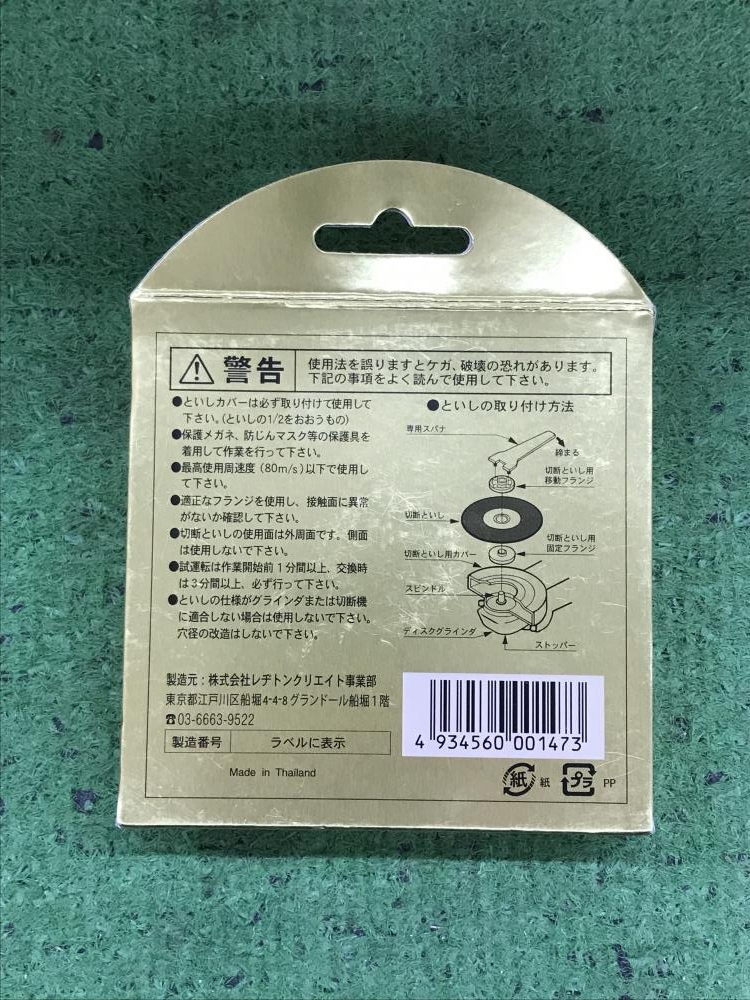 警告
使用法を誤りますとケガ、破壊の恐れがあります。
下記の事項をよく読んで使用して下さい。
●といしカバーは必ず取り付けて使用して
下さい。(といしの1/2をおおうもの)
●保護メガネ、防じんマスク等の保護具を
着用して作業を行って下さい。
●最高使用周速度(80m/s)以下で使用し
て下さい。
●適正なフランジを使用し、接触面に異常
がないか確認して下さい。
●切断といしの使用面は外周面です。側面
は使用しないで下さい。
●試運転は作業開始前1分間以上、交換時
は3分間以上、必ず行って下さい。
●といしの仕様がグラインダまたは切断機
に適合しない場合は使用しないで下さい。
穴径の改造はしないで下さい。
●といしの取り付け方法
専用スパナ
締まる
切断といし用
移動フランジ
切断といし
切断といし用
固定フランジ
切断といし用カバー
スピンドル
ディスクグラインダ
ストッパー
製造元:株式会社レヂトンクリエイト事業部
東京都江戸川区船堀4-4-8グランドール船堀1階
☎03-6663-9522
製造番号 ラベルに表示
Made in Thailand
4 934560 001473
紙 紙 プラ PP